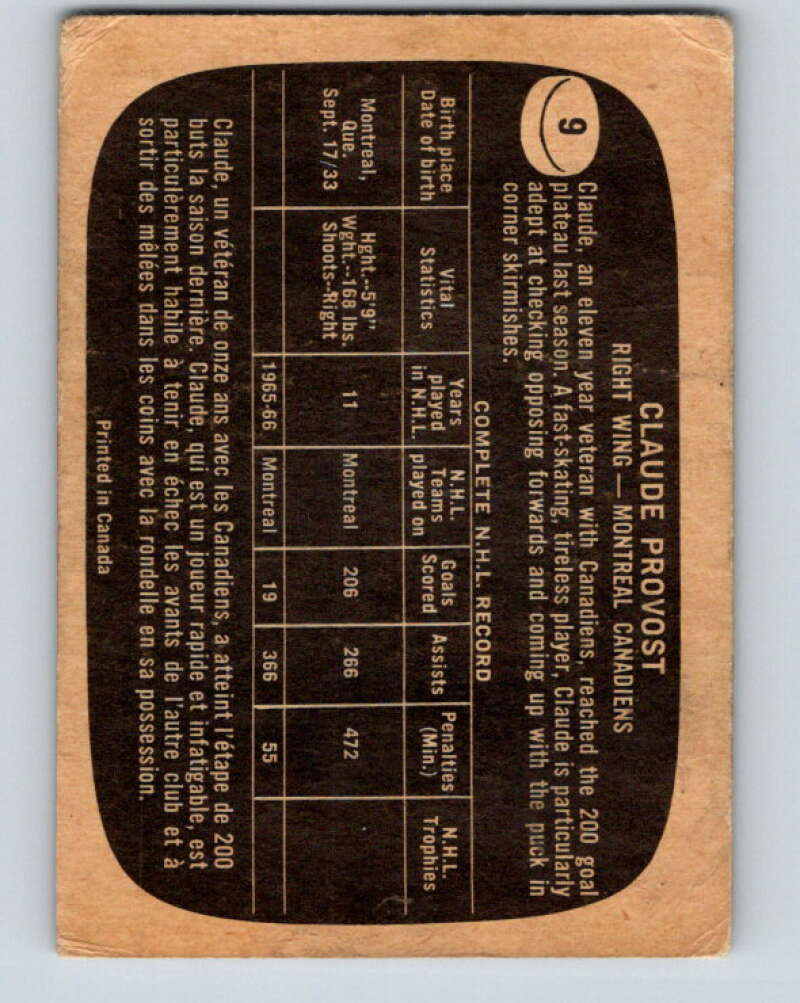 9
CLAUDE PROVOST
RIGHT WING — MONTREAL CANADIENS
Claude, an eleven year veteran with Canadiens, reached the 200 goal
plateau last season. A fast-skating, tireless player, Claude is particularly
adept at checking opposing forwards and coming up with the puck in
corner skirmishes.
COMPLETE N.H.L. RECORD
Birth place Date of birth | Vital Statistics | Years played in N.H.L. | N.H.L. Teams played on | Goals Scored | Assists | Penalties (Min.) | N.H.L. Trophies
Montreal, Que. Sept. 17/33 | Hght.--5'9" Wght.--168 lbs. Shoots--Right | 11 | Montreal | 206 | 266 | 472
1965-66 | Montreal | 19 | 366 | 55
Claude, un vétéran de onze ans avec les Canadiens, a atteint l'étape de 200
buts la saison dernière. Claude, qui est un joueur rapide et infatigable, est
particulèrement habile à tenir en échec les avants de l'autre club et à
sortir des mêlées dans les coins avec la rondelle en sa possession.
Printed in Canada